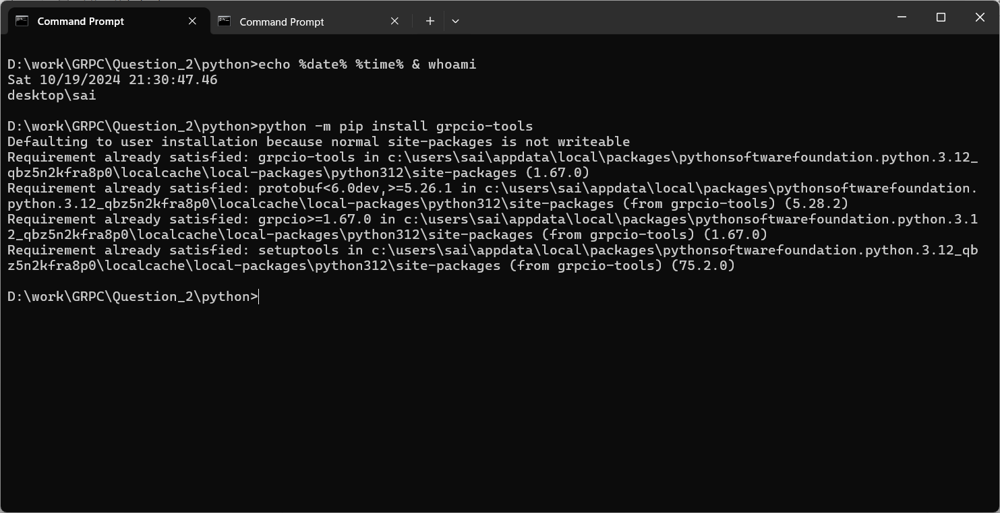 Command Prompt
Command Prompt
D:\work\GRPC\Question_2\python>echo %date% %time% & whoami
Sat 10/19/2024 21:30:47.46
desktop\sai
D:\work\GRPC\Question_2\python>python -m pip install grpcio-tools
Defaulting to user installation because normal site-packages is not writeable
Requirement already satisfied: grpcio-tools in c:\users\sai\appdata\local\packages\pythonsoftwarefoundation.python.3.12_
qbz5n2kfra8p0\localcache\local-packages\python312\site-packages (1.67.0)
Requirement already satisfied: protobuf<6.0dev,>=5.26.1 in c:\users\sai\appdata\local\packages\pythonsoftwarefoundation.
python.3.12_qbz5n2kfra8p0\localcache\local-packages\python312\site-packages (from grpcio-tools) (5.28.2)
Requirement already satisfied: grpcio>=1.67.0 in c:\users\sai\appdata\local\packages\pythonsoftwarefoundation.python.3.1
2_qbz5n2kfra8p0\localcache\local-packages\python312\site-packages (from grpcio-tools) (1.67.0)
Requirement already satisfied: setuptools in c:\users\sai\appdata\local\packages\pythonsoftwarefoundation.python.3.12_qb
z5n2kfra8p0\localcache\local-packages\python312\site-packages (from grpcio-tools) (75.2.0)
D:\work\GRPC\Question_2\python>